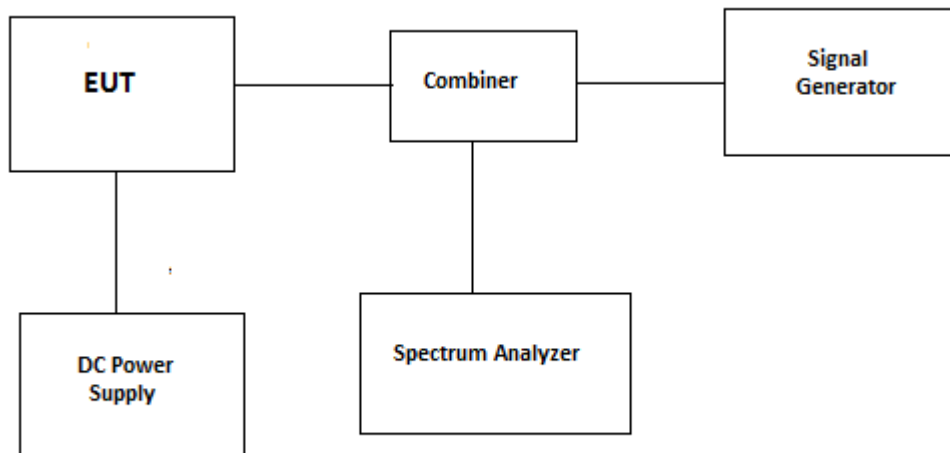 EUT
Combiner
Signal
Generator
DC Power
Supply
Spectrum Analyzer